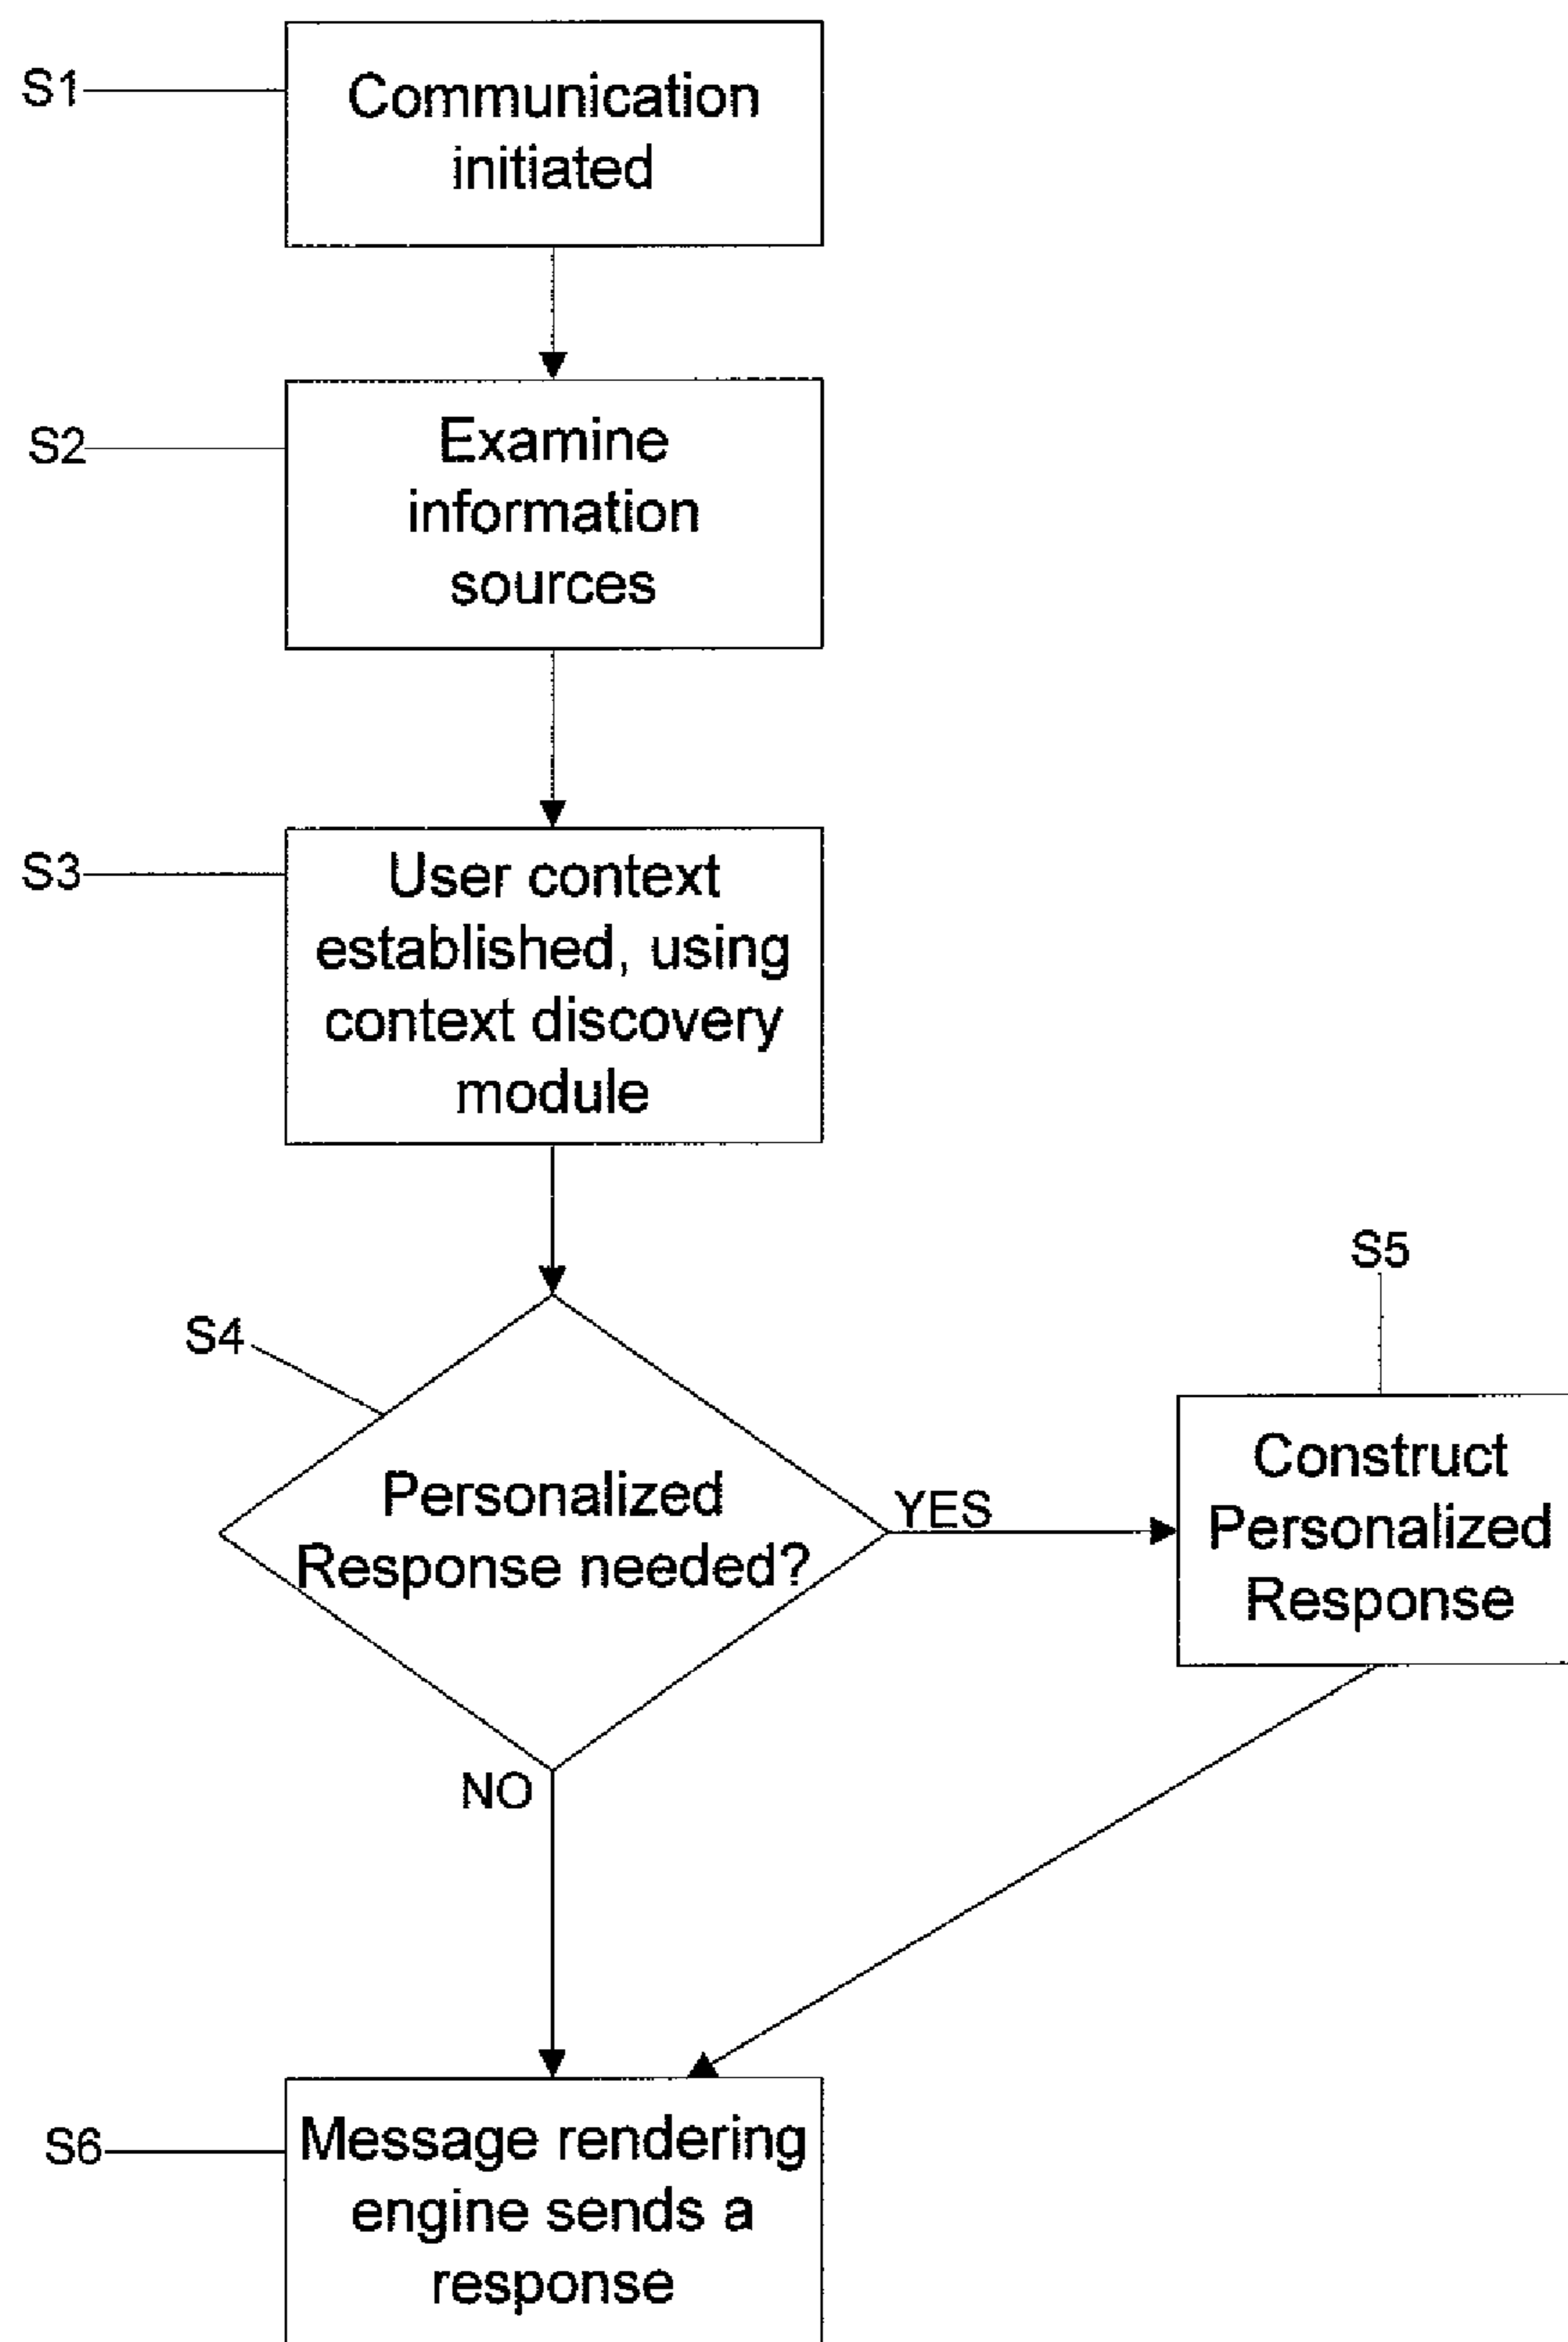 S1
Communication
initiated
S2
Examine
information
sources
S3
User context
established, using
context discovery
module
S4
Personalized
Response needed?
YES
S5
Construct
Personalized
Response
NO
S6
Message rendering
engine sends a
response